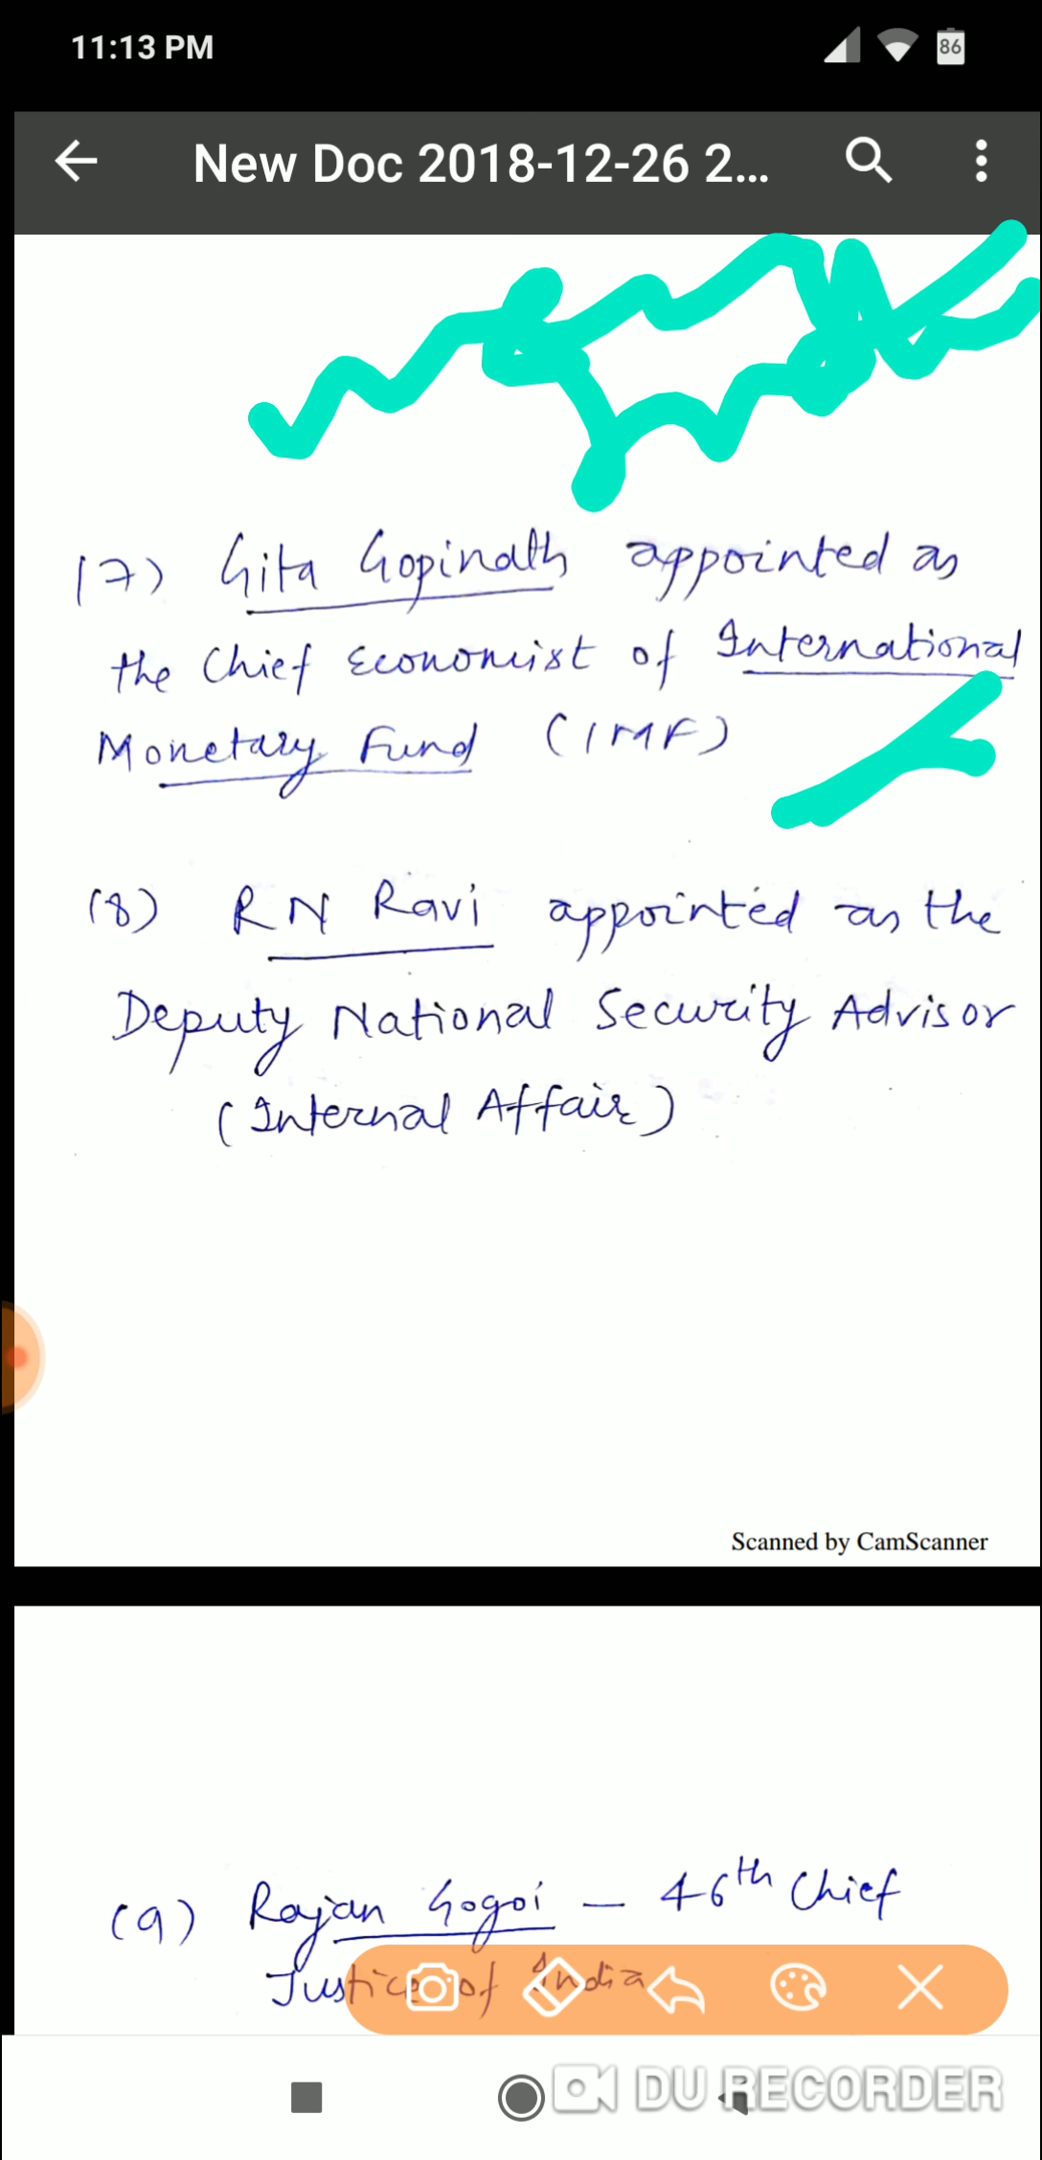 11:13 PM
86
New Doc 2018-12-26 2...
(7) Gita Gopinath appointed as
the Chief Economist of International
Monetary Fund (IMF)
(8) RN Ravi appointed as the
Deputy National Security Advisor
(Internal Affair)
Scanned by CamScanner
(9) Rajan Gogoi - 46th Chief
Justice of India
DU RECORDER